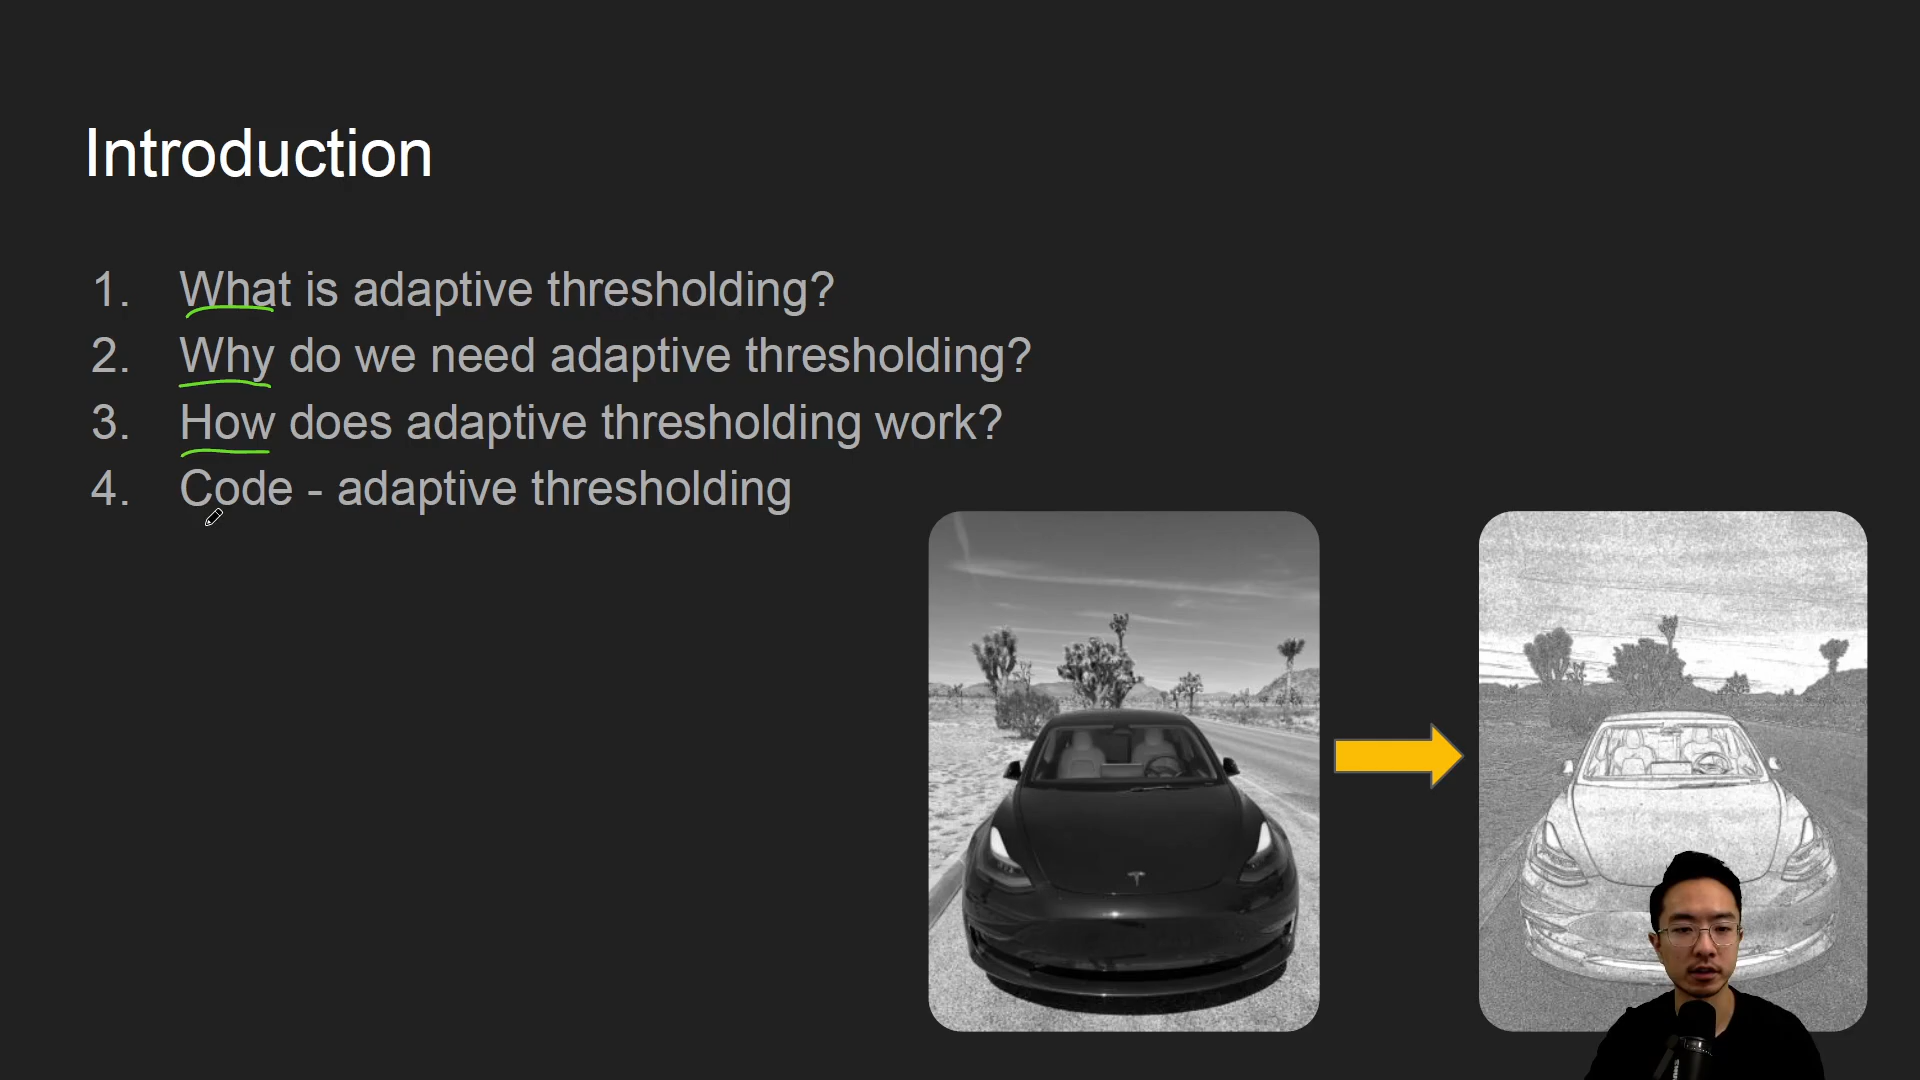 Introduction
1. What is adaptive thresholding?
2. Why do we need adaptive thresholding?
3. How does adaptive thresholding work?
4. Code - adaptive thresholding